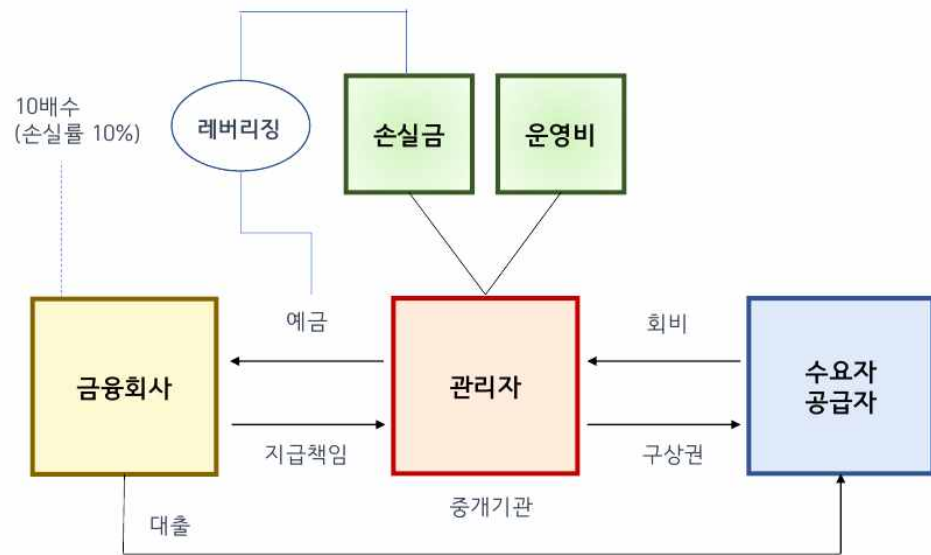 10배수
(손실률 10%)
레버리징
손실금
운영비
예금
회비
금융회사
관리자
수요자
공급자
지급책임
구상권
중개기관
대출